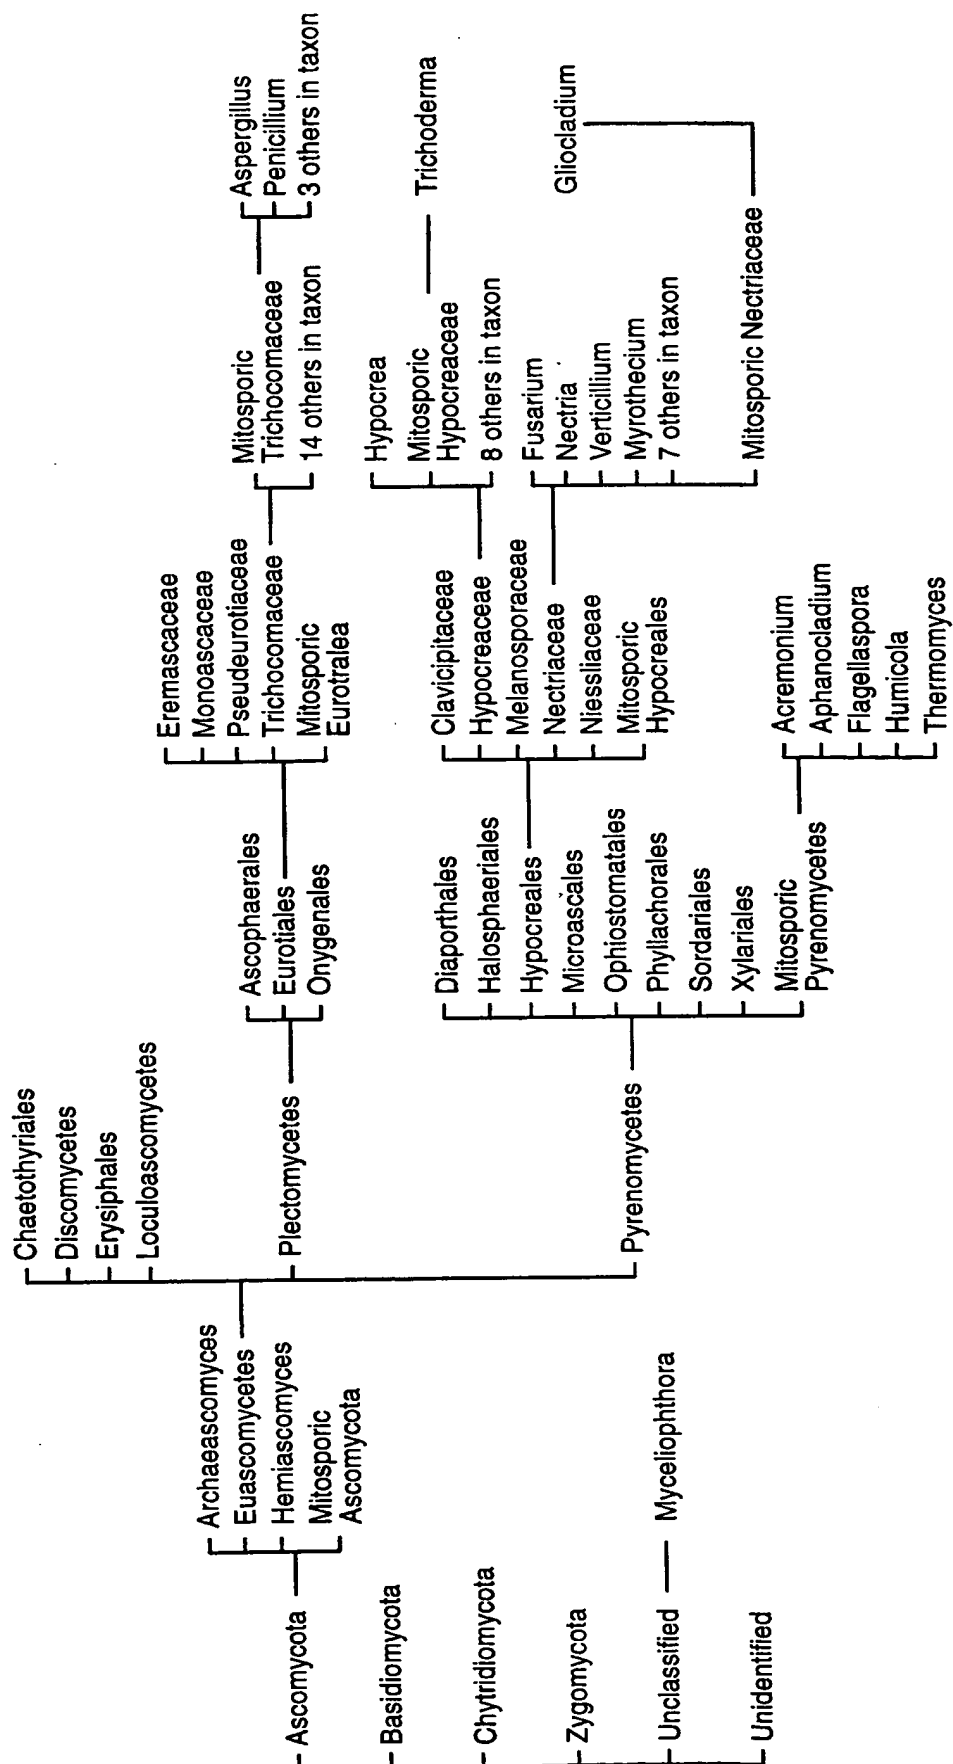 Ascomycota
Basidiomycota
Chytridiomycota
Zygomycota
Unclassified
Unidentified
Archaeascomyces
Euascomycetes
Hemiascomyces
Mitosporic
Ascomycota
Myceliophthora
Chaetothyriales
Discomycetes
Erysiphales
Loculoascomycetes
Plectomycetes
Pyrenomycetes
Ascophaerales
Eurotiales
Onygenales
Diaporthales
Halosphaeriales
Hypocreales
Microascales
Ophiostomatales
Phyllachorales
Sordariales
Xylariales
Mitosporic
Pyrenomycetes
Eremascaceae
Monoascaceae
Pseudeurotiaceae
Trichocomaceae
Mitosporic
Eurotralea
Clavicipitaceae
Hypocreaceae
Melanosporaceae
Nectriaceae
Niessliaceae
Mitosporic
Hypocreales
Acremonium
Aphanocladium
Flagellaspora
Humicola
Thermomyces
Mitosporic
Trichocomaceae
14 others in taxon
Hypocrea
Mitosporic
Hypocreaceae
8 others in taxon
Fusarium
Nectria
Verticillium
Myrothecium
7 others in taxon
Mitosporic Nectriaceae
Aspergillus
Penicillium
3 others in taxon
Trichoderma
Gliocladium